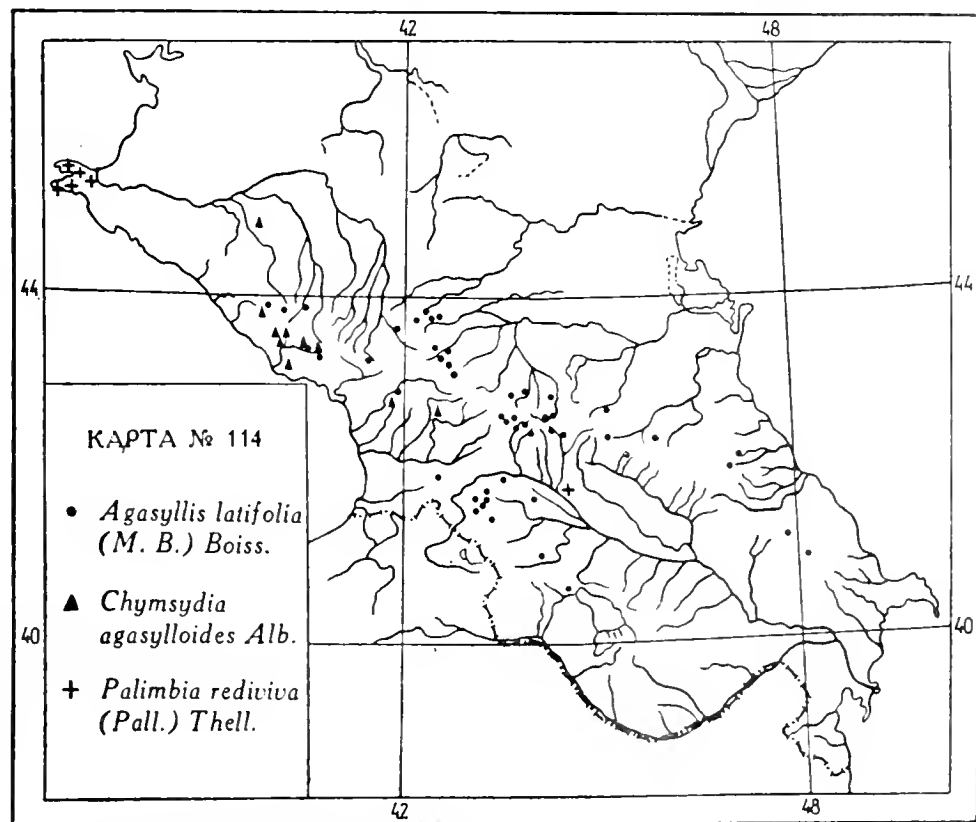 42 48
44 44
КАРТА № 114
Agasyllis latifolia
(M. B.) Boiss.
Chymsydia
agasylloides Alb.
40 40
Palimbia rediviva
(Pall.) Thell.
42 48